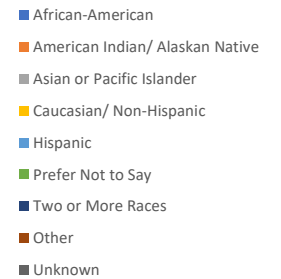 African-American
American Indian/ Alaskan Native
Asian or Pacific Islander
Caucasian/ Non-Hispanic
Hispanic
Prefer Not to Say
Two or More Races
Other
Unknown